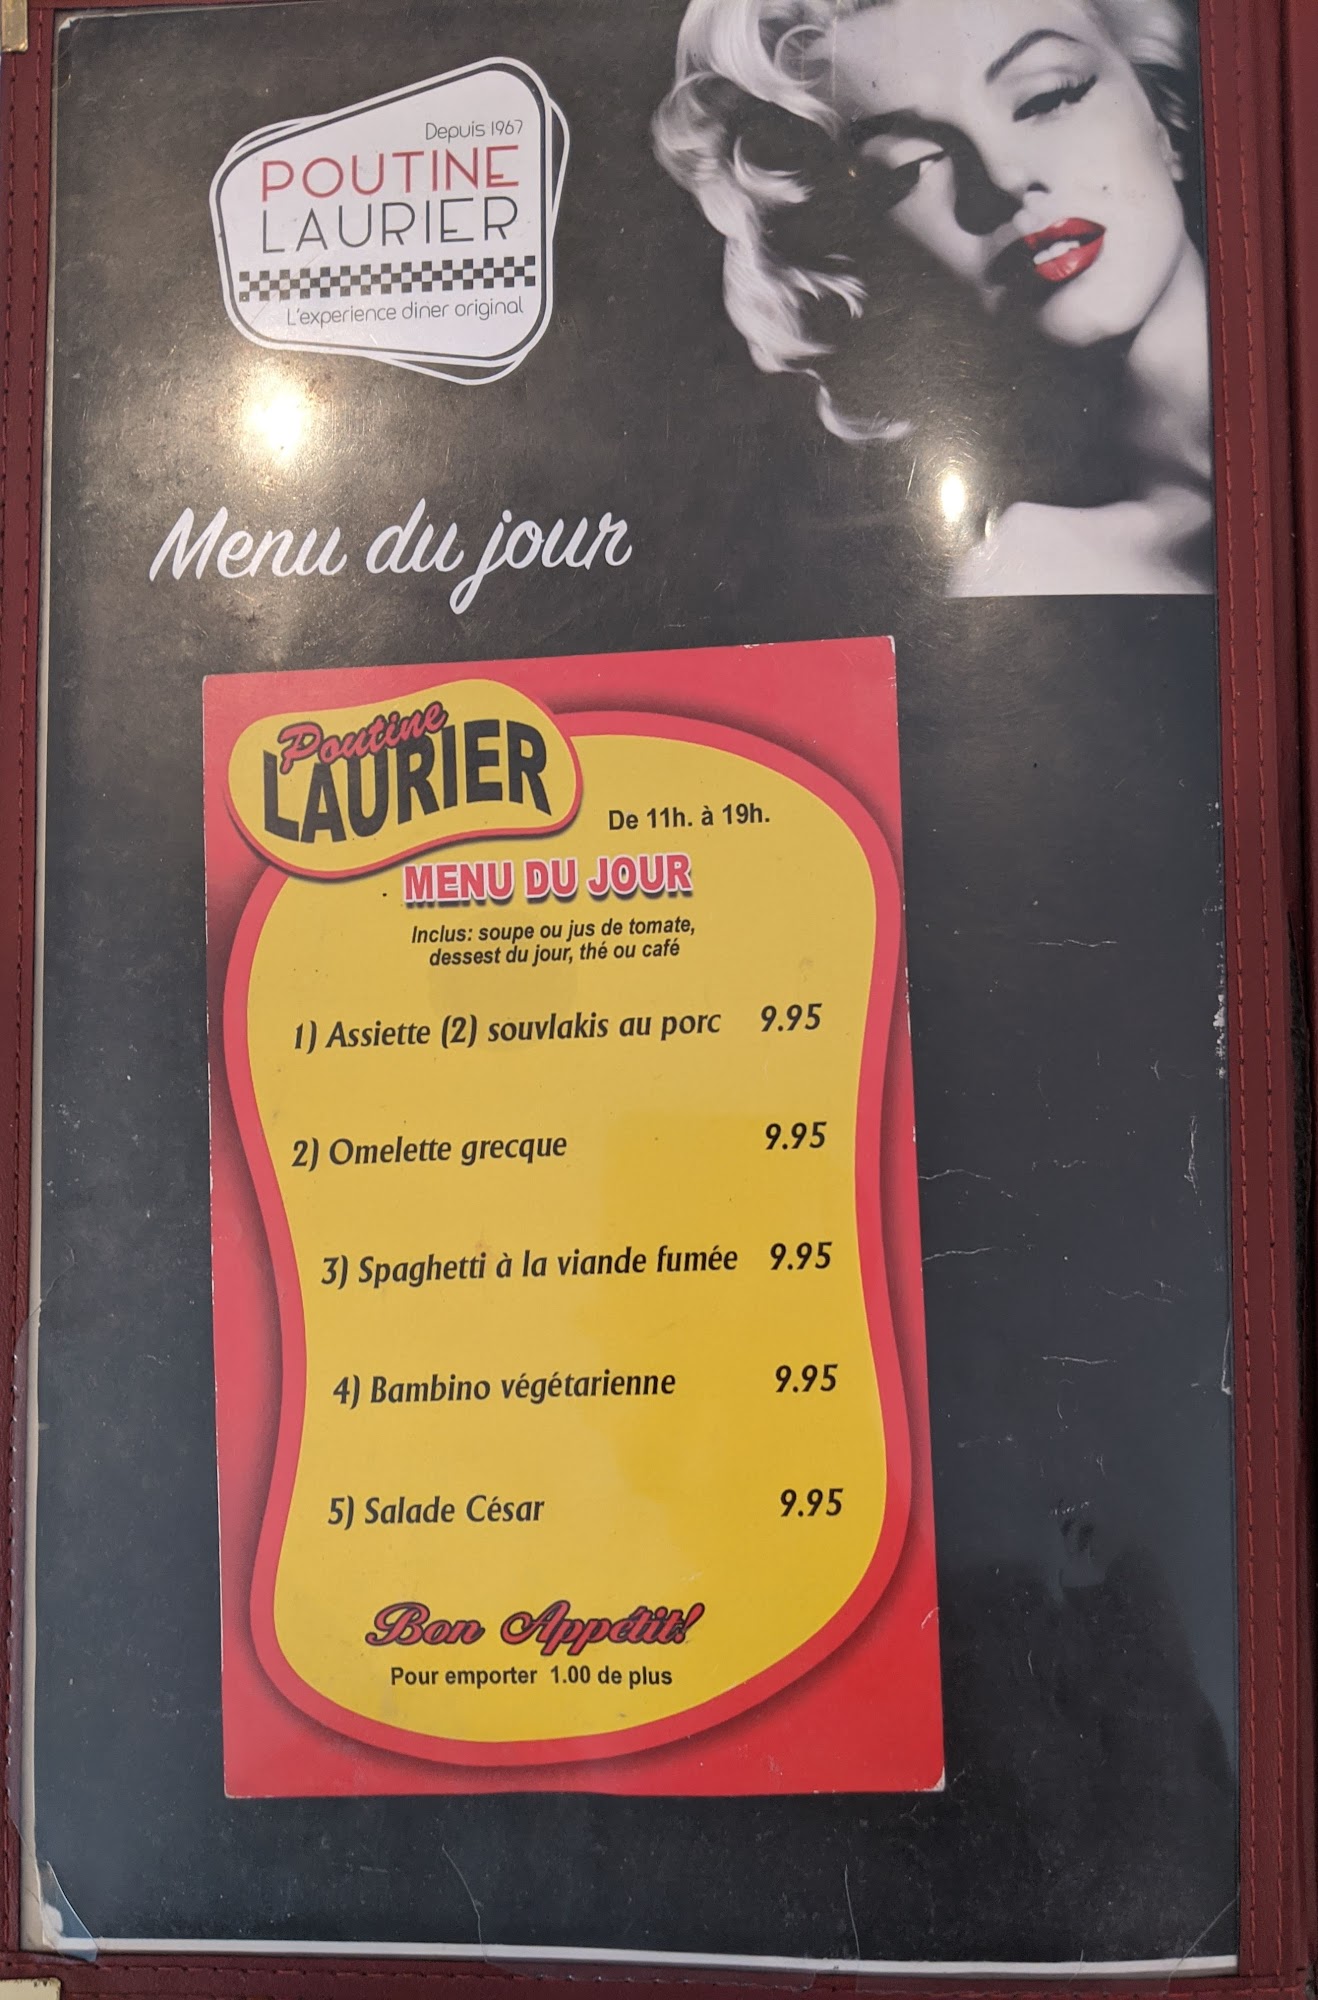 Depuis 1967
POUTINE
LAURIER
L'experience diner original
Menu du jour
Poutine
LAURIER
De 11h. à 19h.
MENU DU JOUR
Inclus: soupe ou jus de tomate,
dessest du jour, thé ou café
1) Assiette (2) souvlakis au porc 9.95
2) Omelette grecque 9.95
3) Spaghetti à la viande fumée 9.95
4) Bambino végétarienne 9.95
5) Salade César 9.95
Bon Appétit!
Pour emporter 1.00 de plus